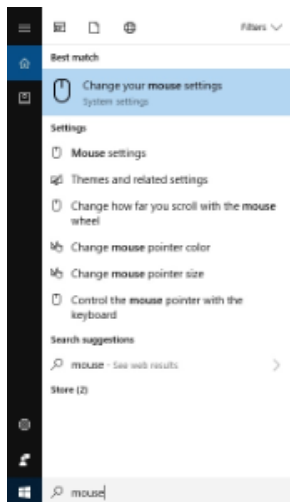 Filters
Best match
Change your mouse settings
System settings
Settings
Mouse settings
Themes and related settings
Change how far you scroll with the mouse
wheel
Change mouse pointer color
Change mouse pointer size
Control the mouse pointer with the
keyboard
Search suggestions
mouse - See web results
Store (2)
mouse